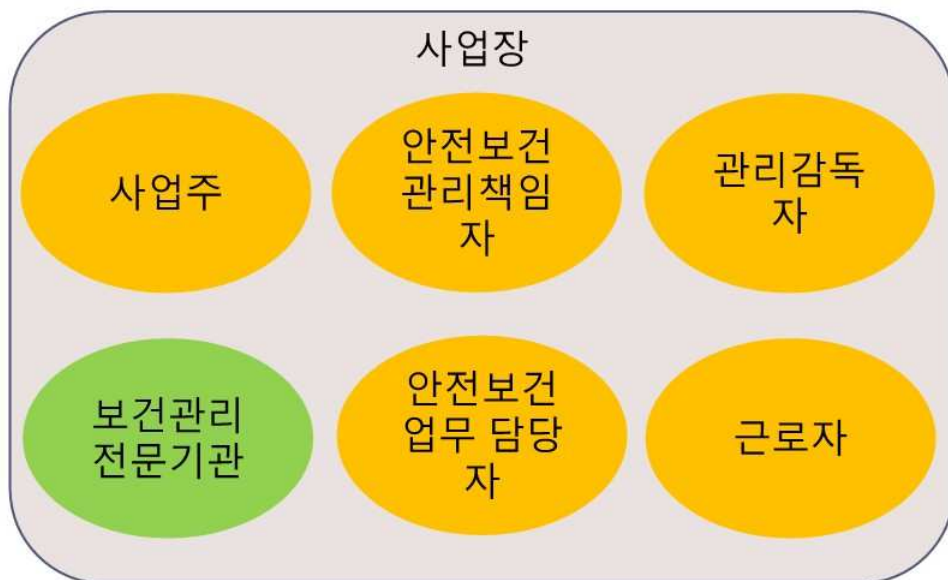 사업장
사업주
안전보건
관리책임
자
관리감독
자
보건관리
전문기관
안전보건
업무 담당
자
근로자